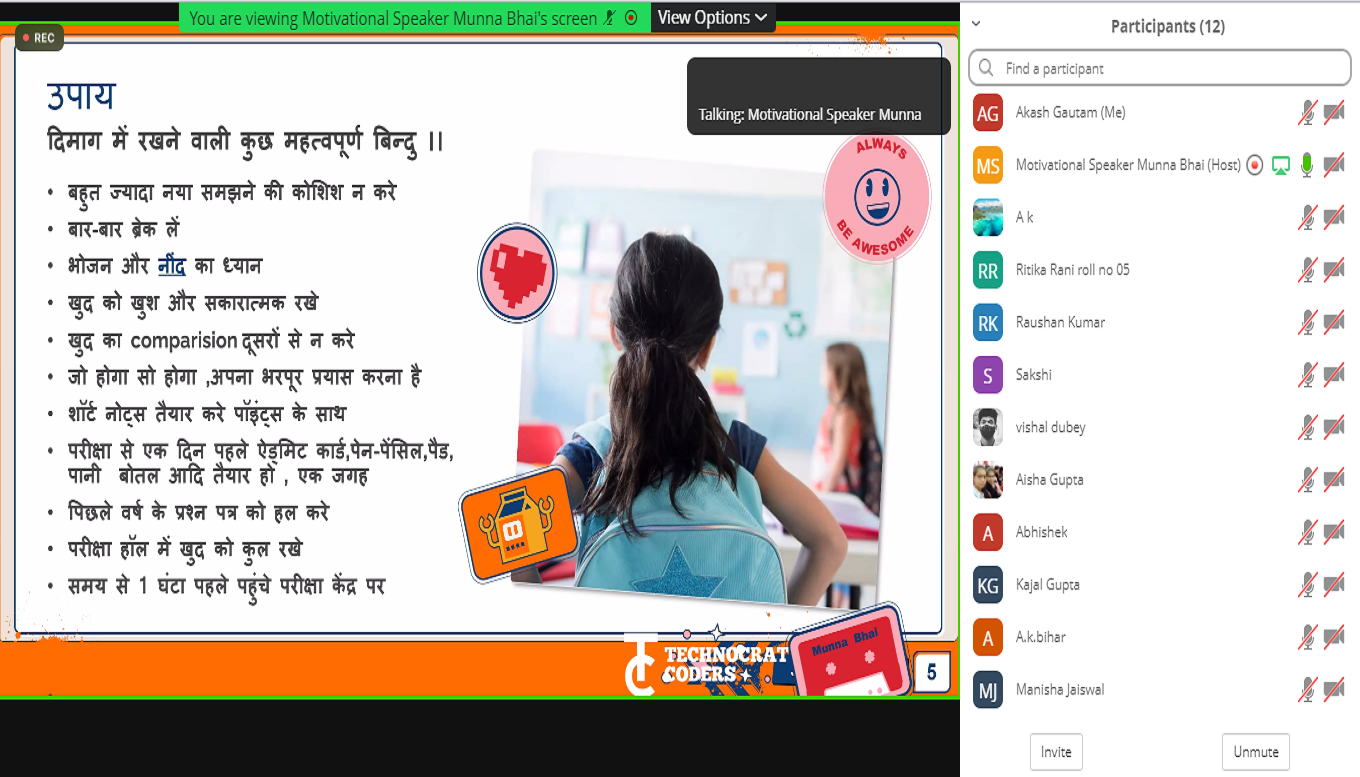 You are viewing Motivational Speaker Munna Bhai's screen
View Options
REC
Talking: Motivational Speaker Munna
उपाय
दिमाग में रखने वाली कुछ महत्वपूर्ण बिन्दु ।।
• बहुत ज्यादा नया समझने की कोशिश न करे
• बार-बार ब्रेक लें
• भोजन और नींद का ध्यान
• खुद को खुश और सकारात्मक रखे
• खुद का comparision दूसरों से न करे
• जो होगा सो होगा ,अपना भरपूर प्रयास करना है
• शॉर्ट नोट्स तैयार करे पॉइंट्स के साथ
• परीक्षा से एक दिन पहले ऐड्मिट कार्ड,पेन-पेंसिल,पैड,
पानी बोतल आदि तैयार हो , एक जगह
• पिछले वर्ष के प्रश्न पत्र को हल करे
• परीक्षा हॉल में खुद को कुल रखे
• समय से 1 घंटा पहले पहुंचे परीक्षा केंद्र पर
ALWAYS
BE AWESOME
TC
TECHNOCRAT
CODERS
Munna Bhai
5
Participants (12)
Find a participant
AG Akash Gautam (Me)
MS Motivational Speaker Munna Bhai (Host)
A k
RR Ritika Rani roll no 05
RK Raushan Kumar
S Sakshi
vishal dubey
Aisha Gupta
A Abhishek
KG Kajal Gupta
A A.k.bihar
MJ Manisha Jaiswal
Invite
Unmute